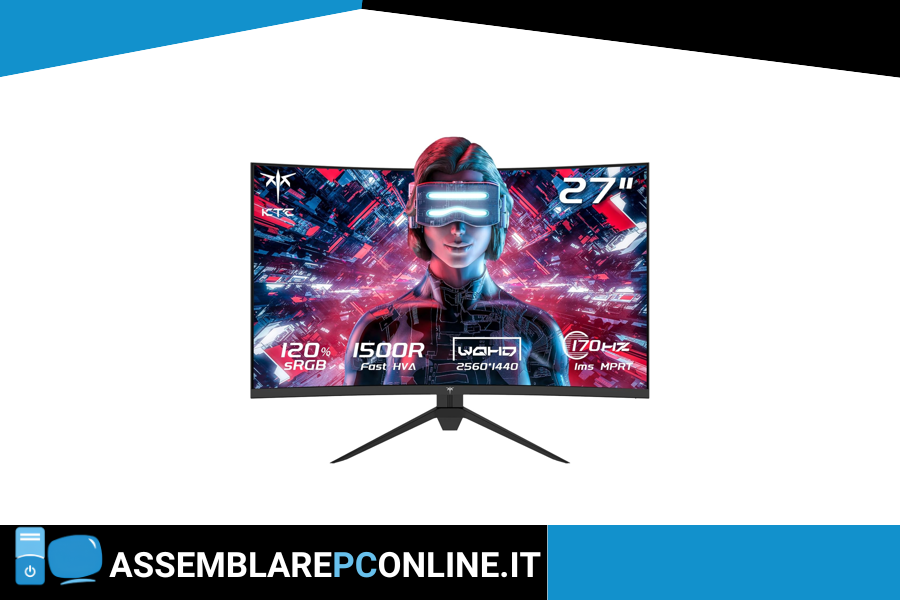 KTC
27"
120%
sRGB
1500R
Fast HVA
WQHD
2560*1440
170Hz
1ms MPRT
ASSEMBLAREPCONLINE.IT